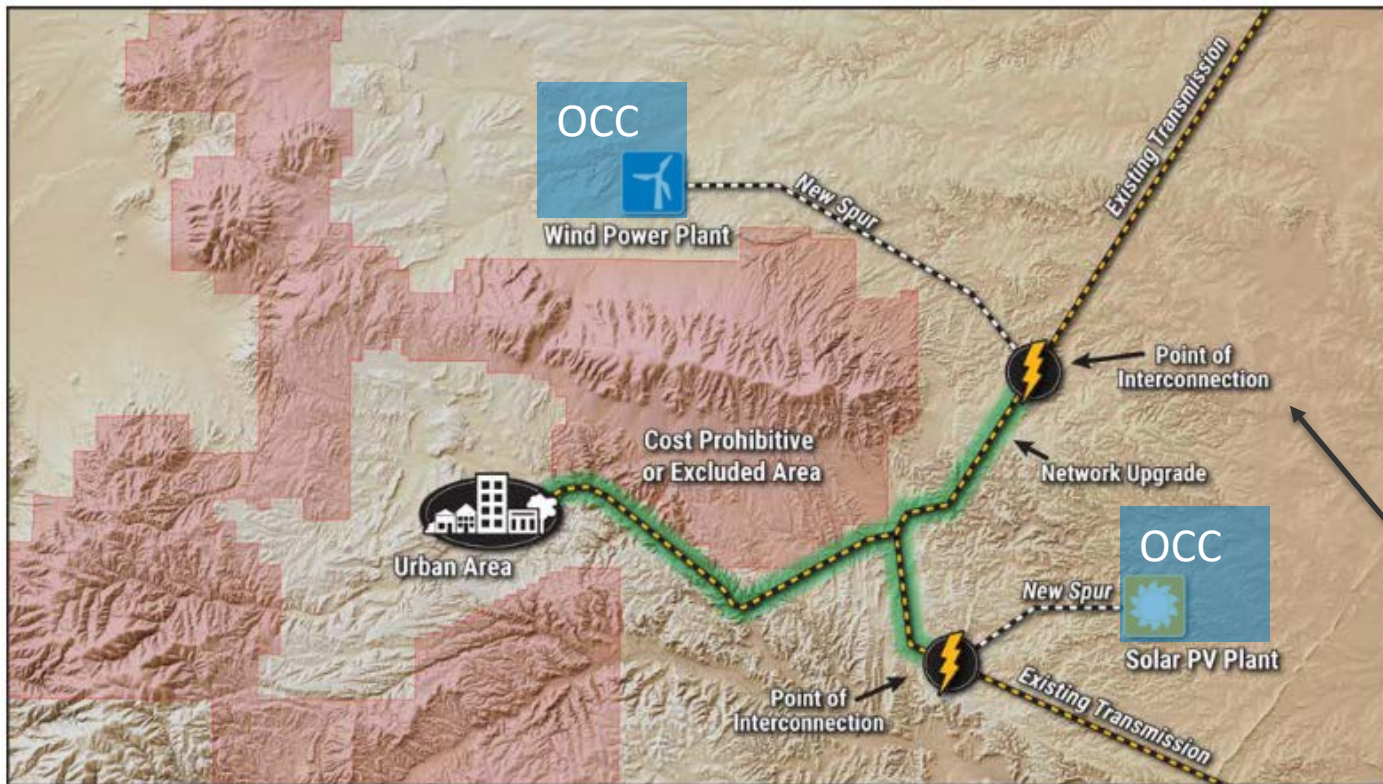 Existing Transmission
OCC
New Spur
Wind Power Plant
Point of
Interconnection
Cost Prohibitive
or Excluded Area
Network Upgrade
Urban Area
OCC
New Spur
Solar PV Plant
Point of
Interconnection
Existing Transmission